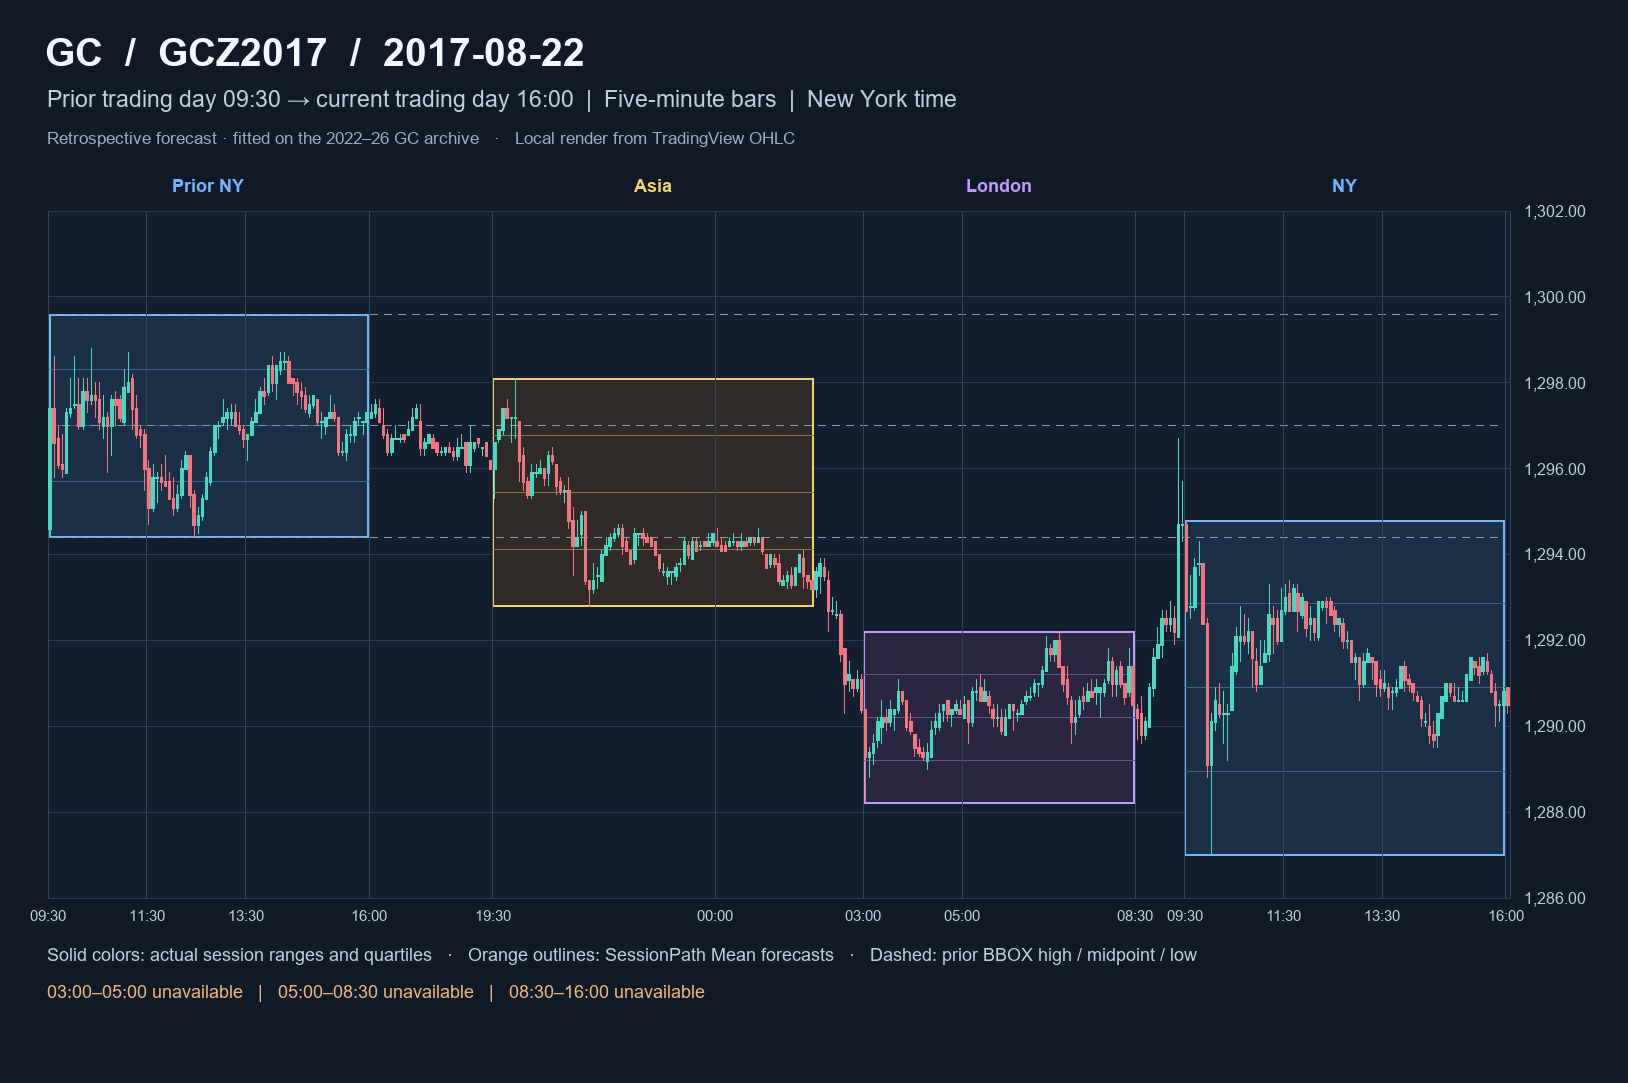 GC / GCZ2017 / 2017-08-22
Prior trading day 09:30 → current trading day 16:00 | Five-minute bars | New York time
Retrospective forecast · fitted on the 2022–26 GC archive · Local render from TradingView OHLC
Prior NY Asia London NY
1,302.00
1,300.00
1,298.00
1,296.00
1,294.00
1,292.00
1,290.00
1,288.00
1,286.00
09:30 11:30 13:30 16:00 19:30 00:00 03:00 05:00 08:30 09:30 11:30 13:30 16:00
Solid colors: actual session ranges and quartiles · Orange outlines: SessionPath Mean forecasts · Dashed: prior BBOX high / midpoint / low
03:00–05:00 unavailable | 05:00–08:30 unavailable | 08:30–16:00 unavailable